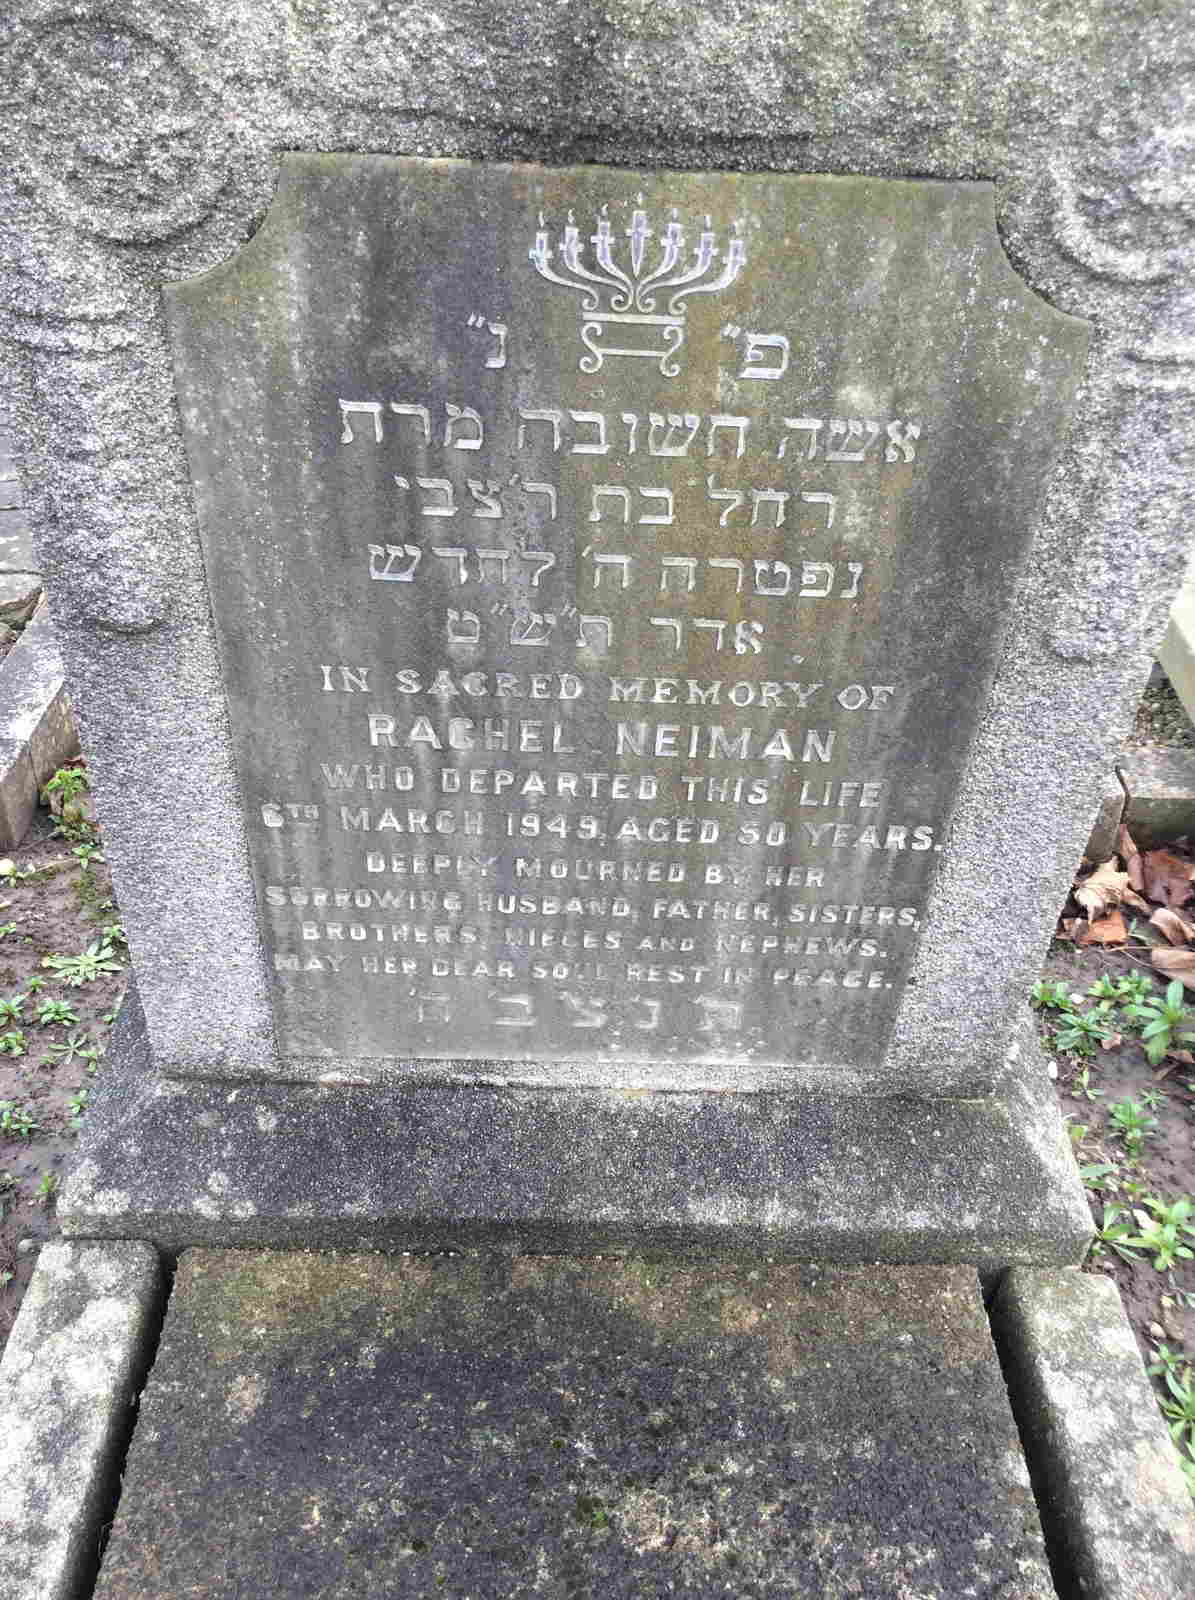 פ״ נ״
אשה חשובה מרת
רחל בת ר׳צבי
נפטרה ה׳ לחדש
אדר ת״ש״ט
IN SACRED MEMORY OF
RACHEL NEIMAN
WHO DEPARTED THIS LIFE
6TH MARCH 1949, AGED 50 YEARS.
DEEPLY MOURNED BY HER
SORROWING HUSBAND, FATHER, SISTERS,
BROTHERS, NIECES AND NEPHEWS.
MAY HER DEAR SOUL REST IN PEACE.
ת׳ נ׳ צ׳ ב׳ ה׳